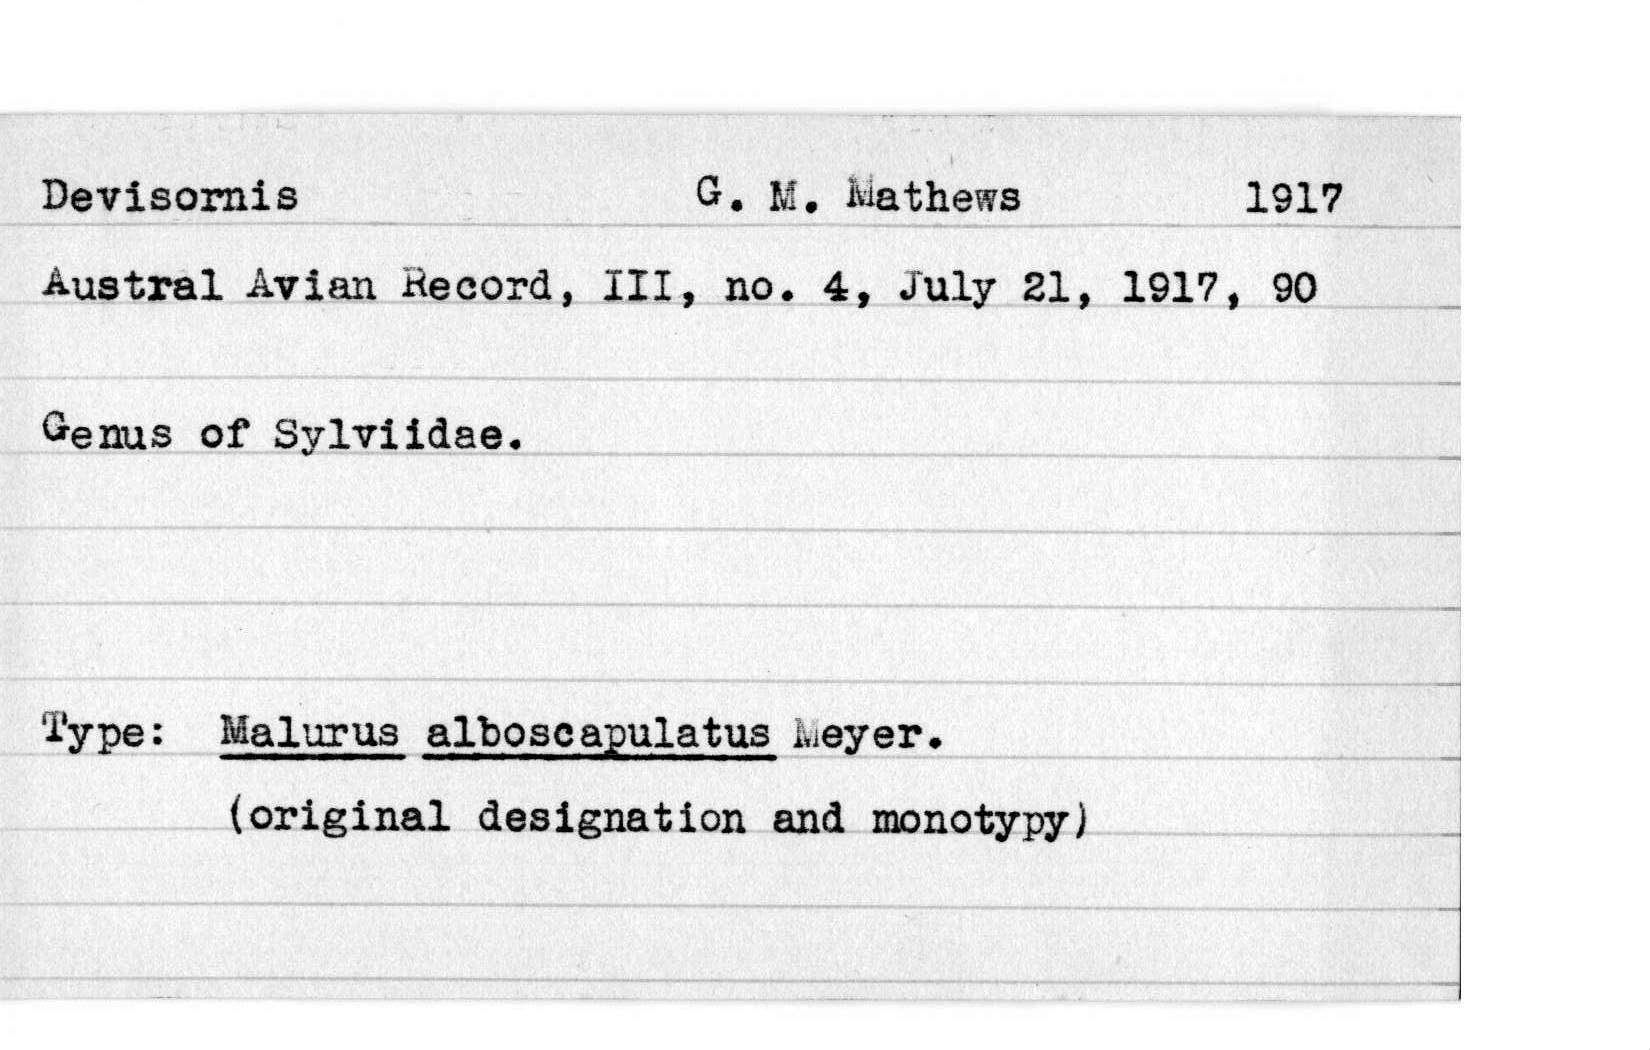 Devisornis G. M. Mathews 1917
Austral Avian Record, III, no. 4, July 21, 1917, 90
Genus of Sylviidae.
Type: Malurus alboscapulatus Meyer.
(original designation and monotypy)